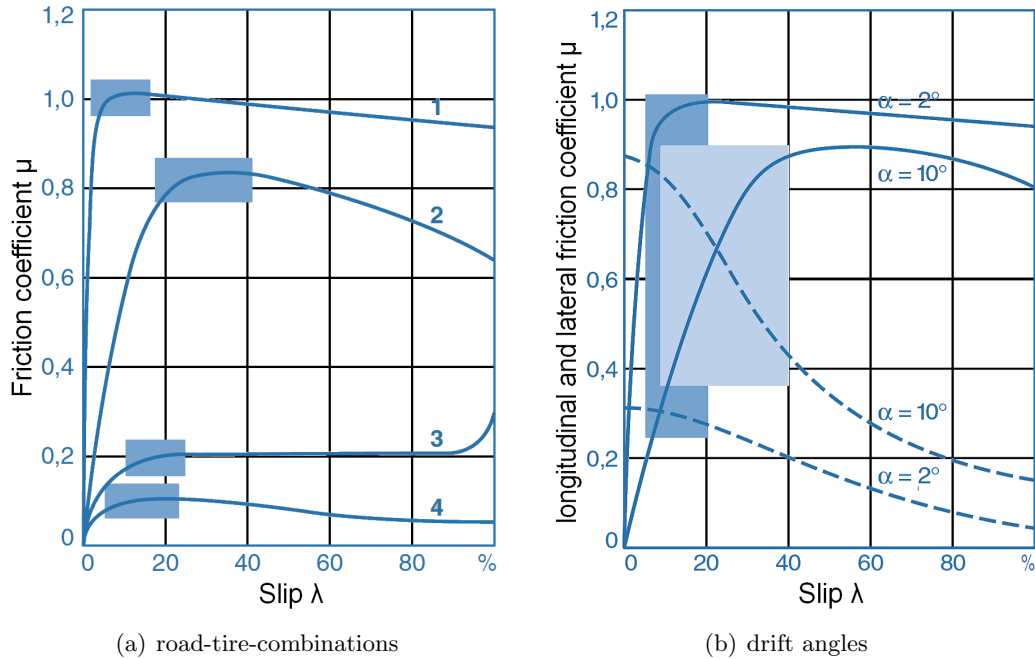 Friction coefficient μ
1,2
1,0
0,8
0,6
0,4
0,2
0
1
2
3
4
0 20 40 60 80 %
Slip λ
(a) road-tire-combinations
longitudinal and lateral friction coefficient μ
1,2
1,0
0,8
0,6
0,4
0,2
0
α = 2°
α = 10°
α = 10°
α = 2°
0 20 40 60 80 %
Slip λ
(b) drift angles